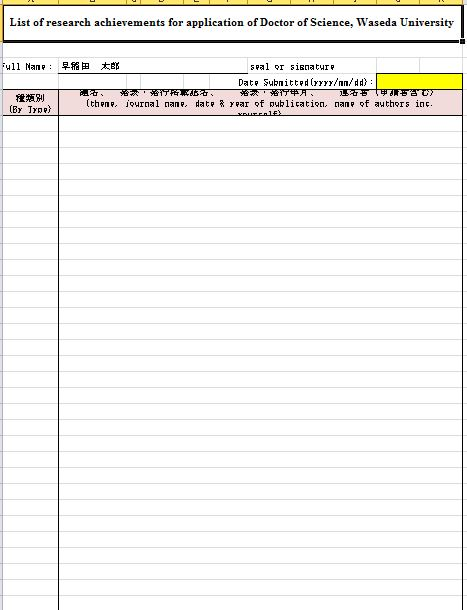 List of research achievements for application of Doctor of Science, Waseda University
Full Name: 早稲田 太郎 seal or signature
Date Submitted(yyyy/mm/dd):
種類別
(By Type)
題名、 発表・発行掲載誌名、 発表・発行年月、 連名者(申請者含む)
(theme, journal name, date & year of publication, name of authors inc.
yourself)